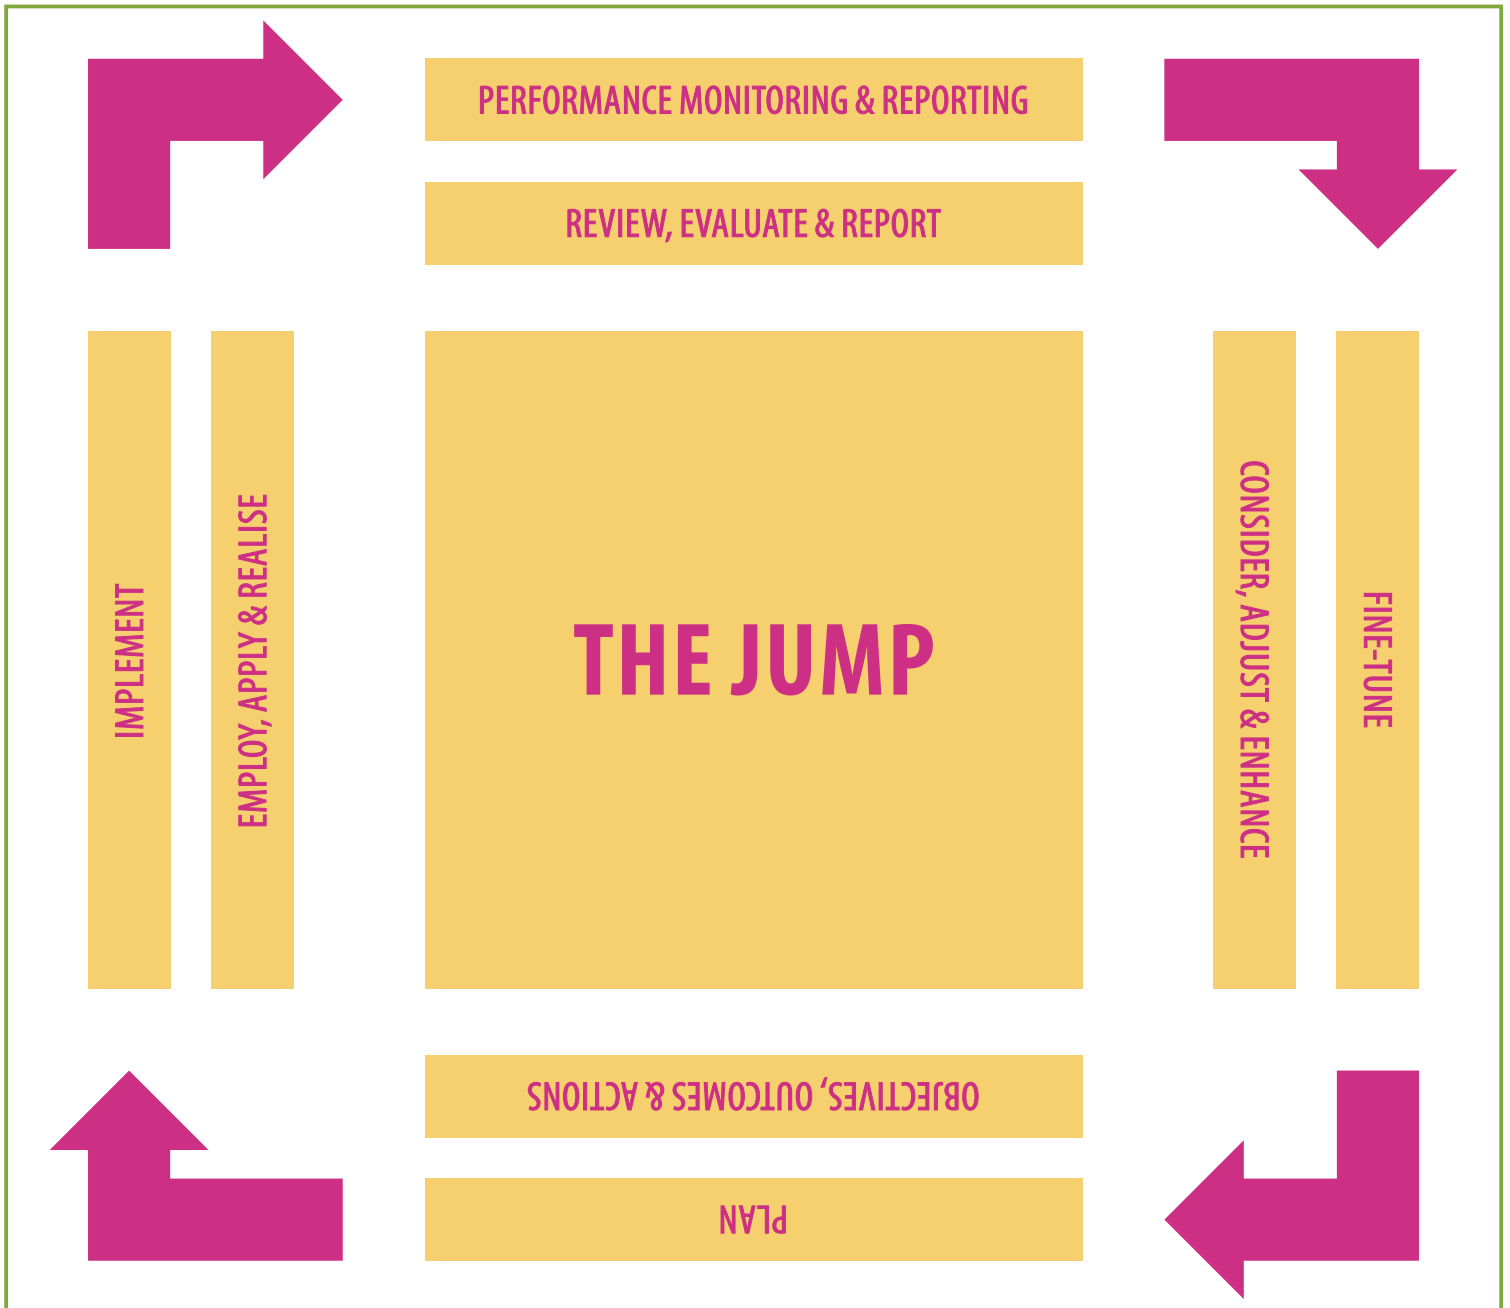 PERFORMANCE MONITORING & REPORTING
REVIEW, EVALUATE & REPORT
IMPLEMENT
EMPLOY, APPLY & REALISE
THE JUMP
CONSIDER, ADJUST & ENHANCE
FINE-TUNE
OBJECTIVES, OUTCOMES & ACTIONS
PLAN